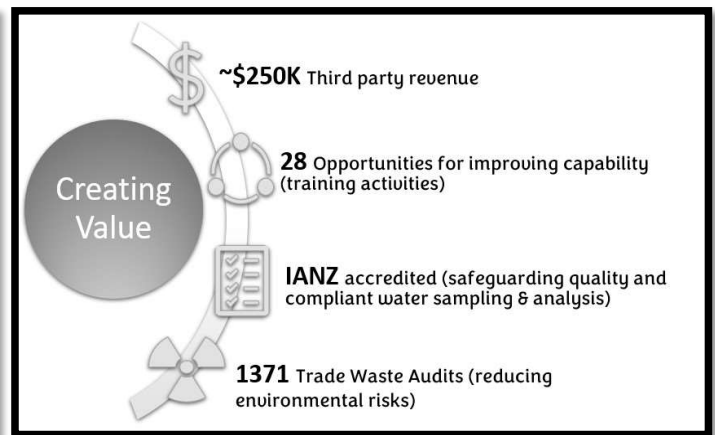 Creating
Value
~$250K Third party revenue
28 Opportunities for improving capability
(training activities)
IANZ accredited (safeguarding quality and
compliant water sampling & analysis)
1371 Trade Waste Audits (reducing
environmental risks)